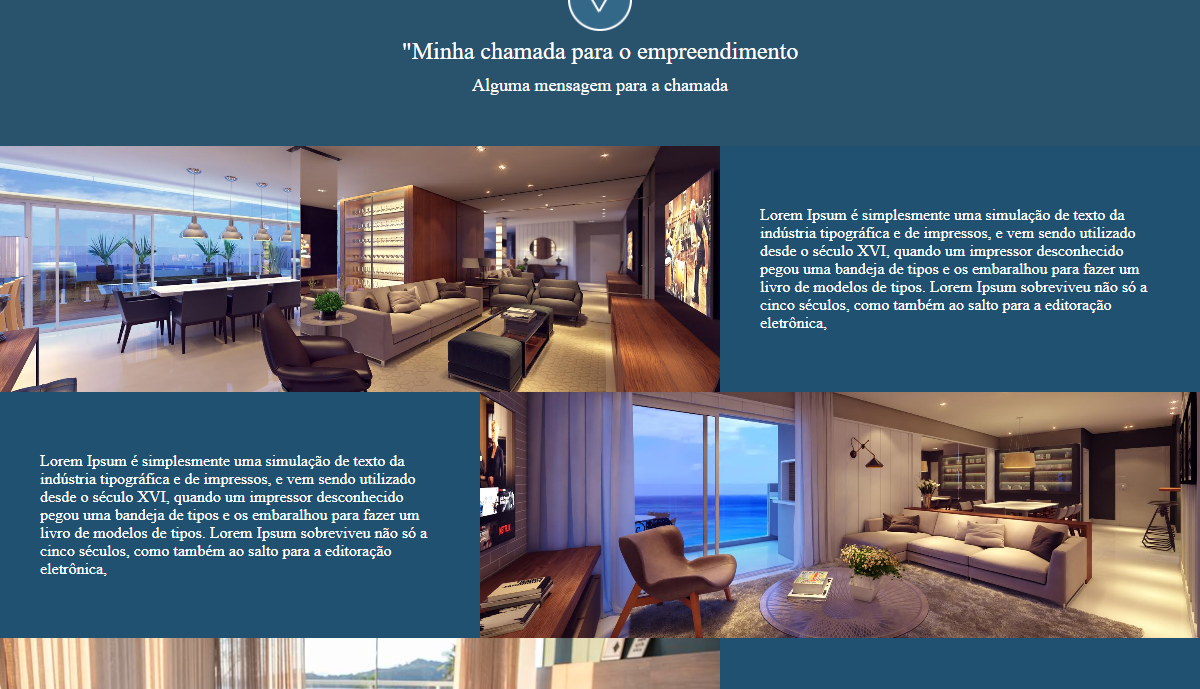 "Minha chamada para o empreendimento
Alguma mensagem para a chamada
Lorem Ipsum é simplesmente uma simulação de texto da
indústria tipográfica e de impressos, e vem sendo utilizado
desde o século XVI, quando um impressor desconhecido
pegou uma bandeja de tipos e os embaralhou para fazer um
livro de modelos de tipos. Lorem Ipsum sobreviveu não só a
cinco séculos, como também ao salto para a editoração
eletrônica,
Lorem Ipsum é simplesmente uma simulação de texto da
indústria tipográfica e de impressos, e vem sendo utilizado
desde o século XVI, quando um impressor desconhecido
pegou uma bandeja de tipos e os embaralhou para fazer um
livro de modelos de tipos. Lorem Ipsum sobreviveu não só a
cinco séculos, como também ao salto para a editoração
eletrônica,
NETFLIX